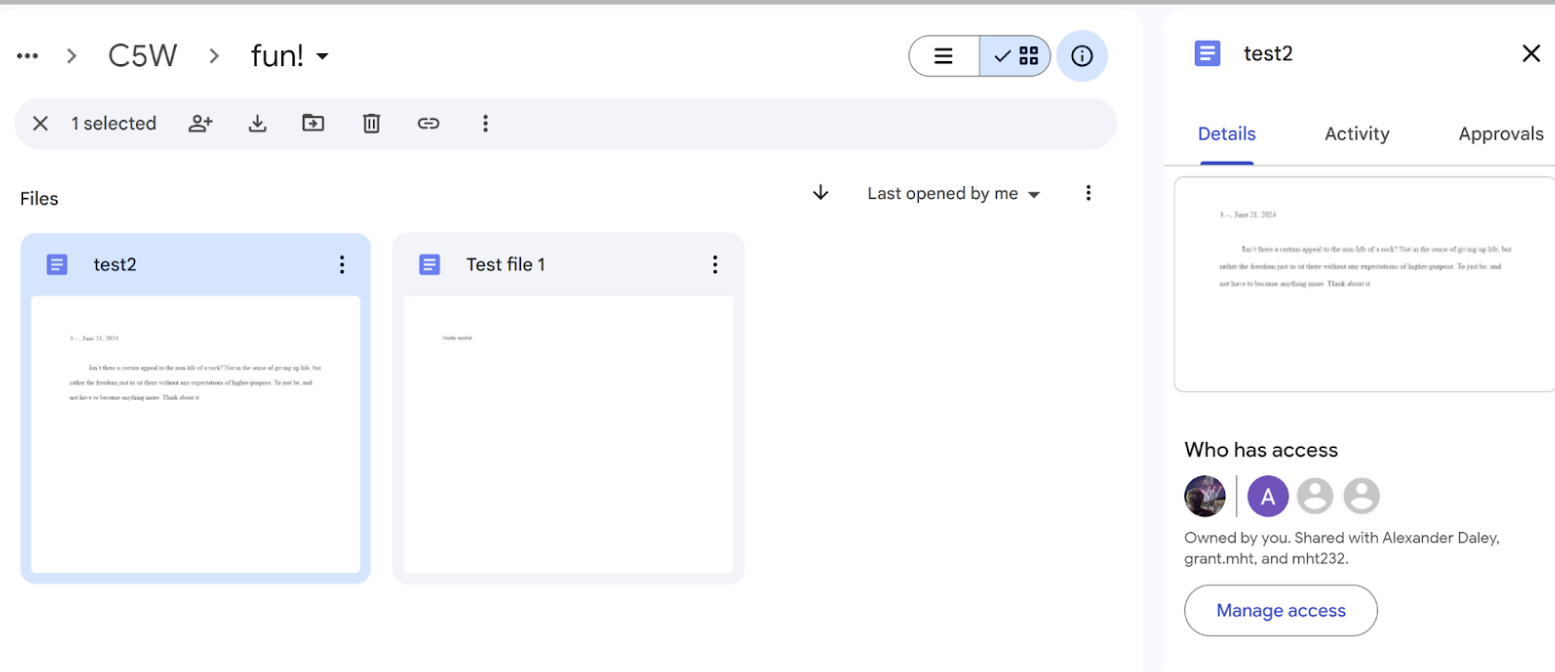 C5W
fun!
1 selected
Files
Last opened by me
test2
Test file 1
3:--, June 21, 2024
Isn't there a certain appeal to the non-life of a rock? Not in the sense of giving up life, but
rather the freedom just to sit there without any expectations of higher-purpose. To just be, and
not have to become anything more. Think about it.
Hello world
test2
Details
Activity
Approvals
June 21, 2024
Isn't there a certain appeal to the non-life of a rock? Not in the sense of giving up life, but
rather the freedom just to sit there without any expectations of higher-purpose. To just be, and
not have to become anything more. Think about it.
Who has access
A
Owned by you. Shared with Alexander Daley,
grant.mht, and mht232.
Manage access